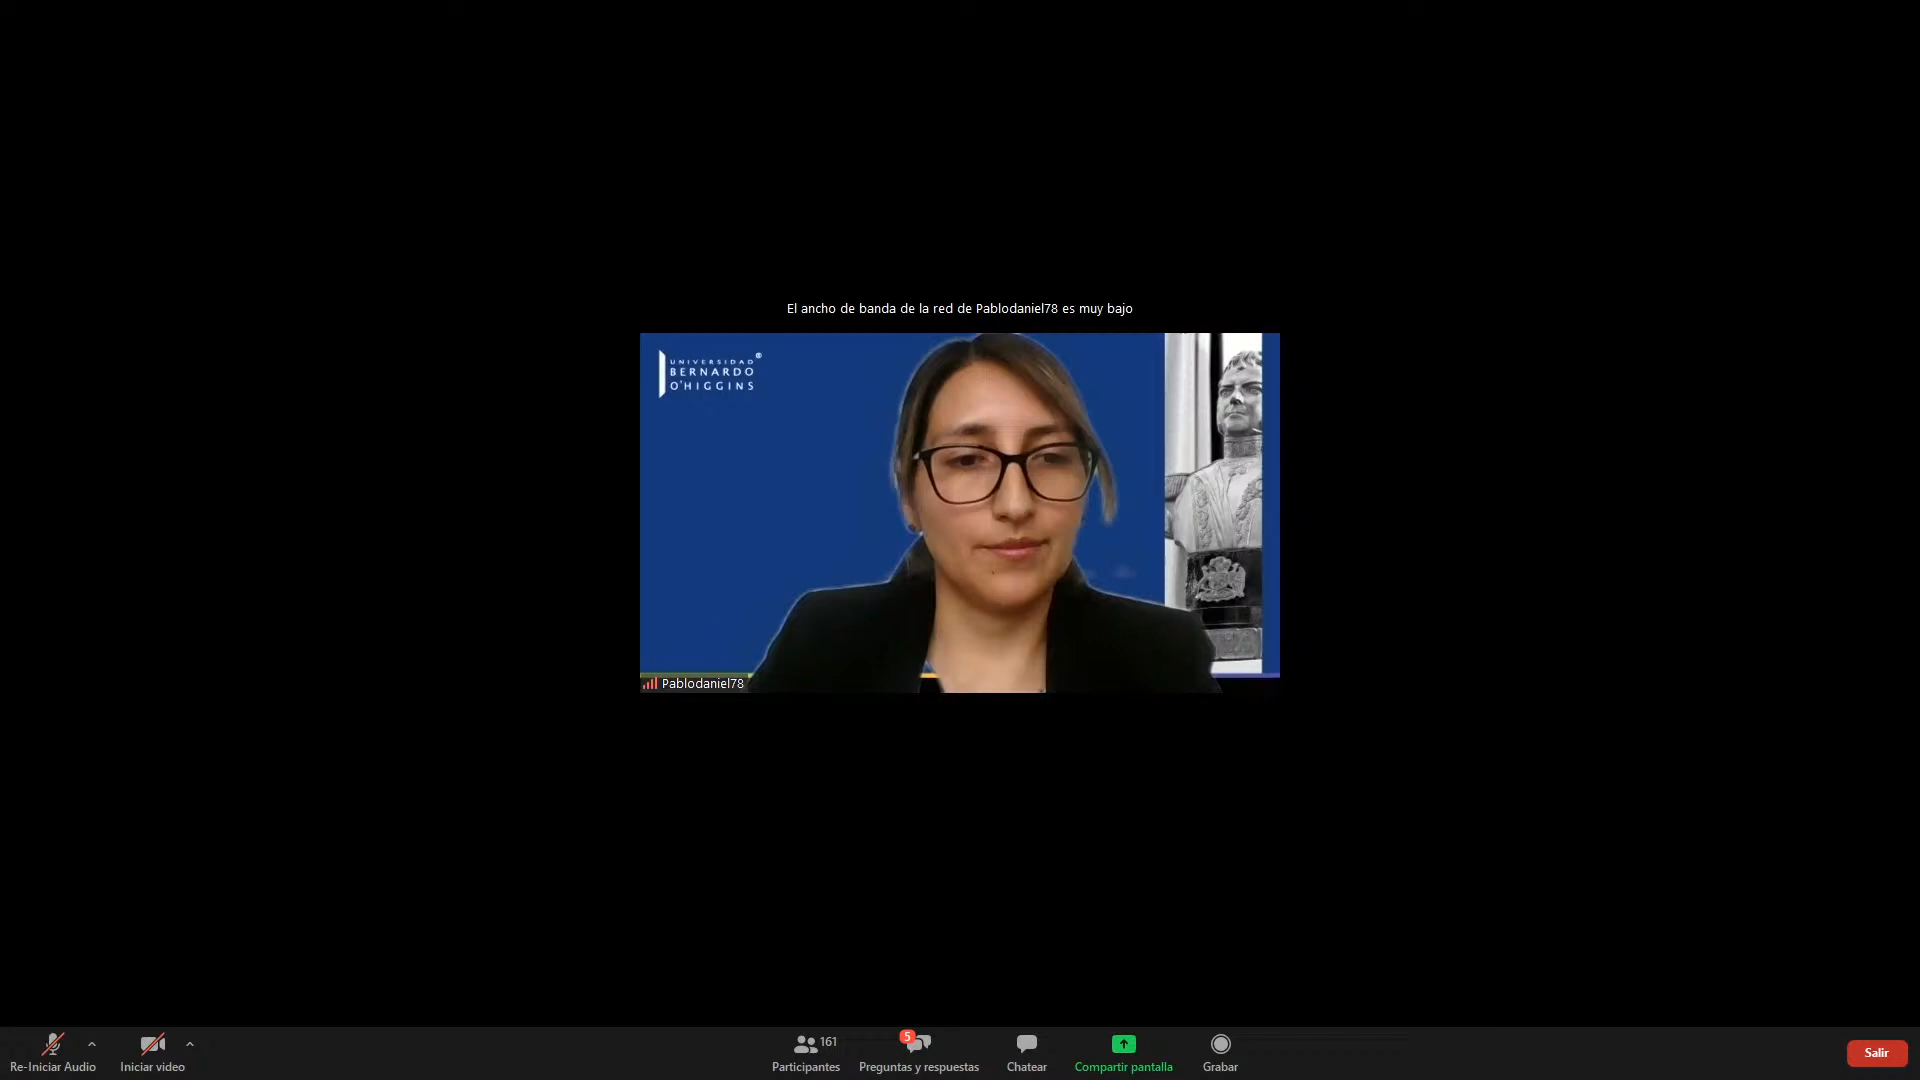 El ancho de banda de la red de Pablodaniel78 es muy bajo
UNIVERSIDAD
BERNARDO
O'HIGGINS
Pablodaniel78
Re-Iniciar Audio
Iniciar video
161
Participantes
5
Preguntas y respuestas
Chatear
Compartir pantalla
Grabar
Salir